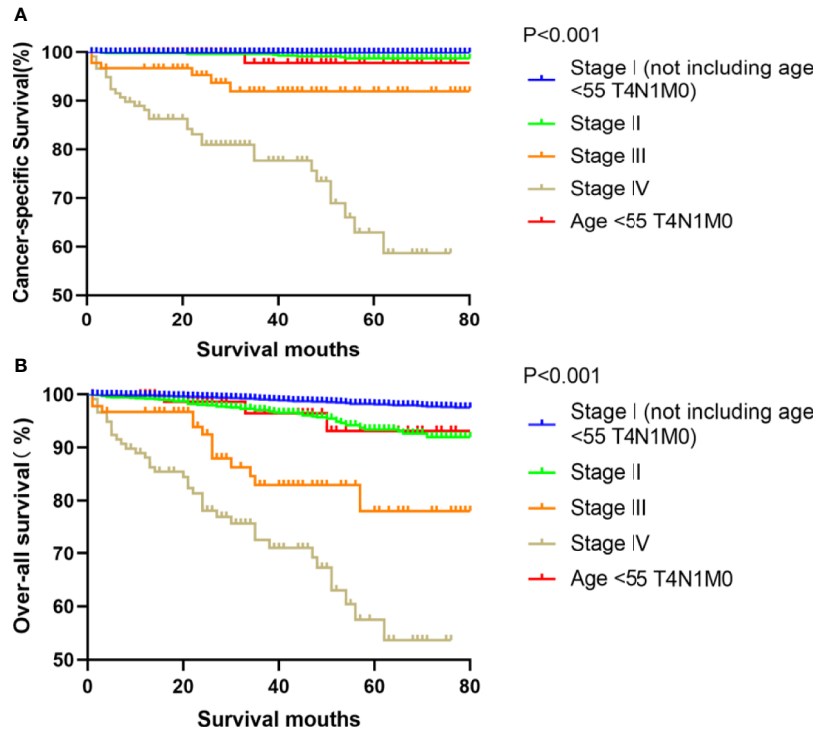 A
P<0.001
Stage I (not including age
<55 T4N1M0)
Stage II
Stage III
Stage IV
Age <55 T4N1M0
Cancer-specific Survival(%)
100
90
80
70
60
50
0
20
40
60
80
Survival mouths
B
P<0.001
Stage I (not including age
<55 T4N1M0)
Stage II
Stage III
Stage IV
Age <55 T4N1M0
Over-all survival( %)
100
90
80
70
60
50
0
20
40
60
80
Survival mouths